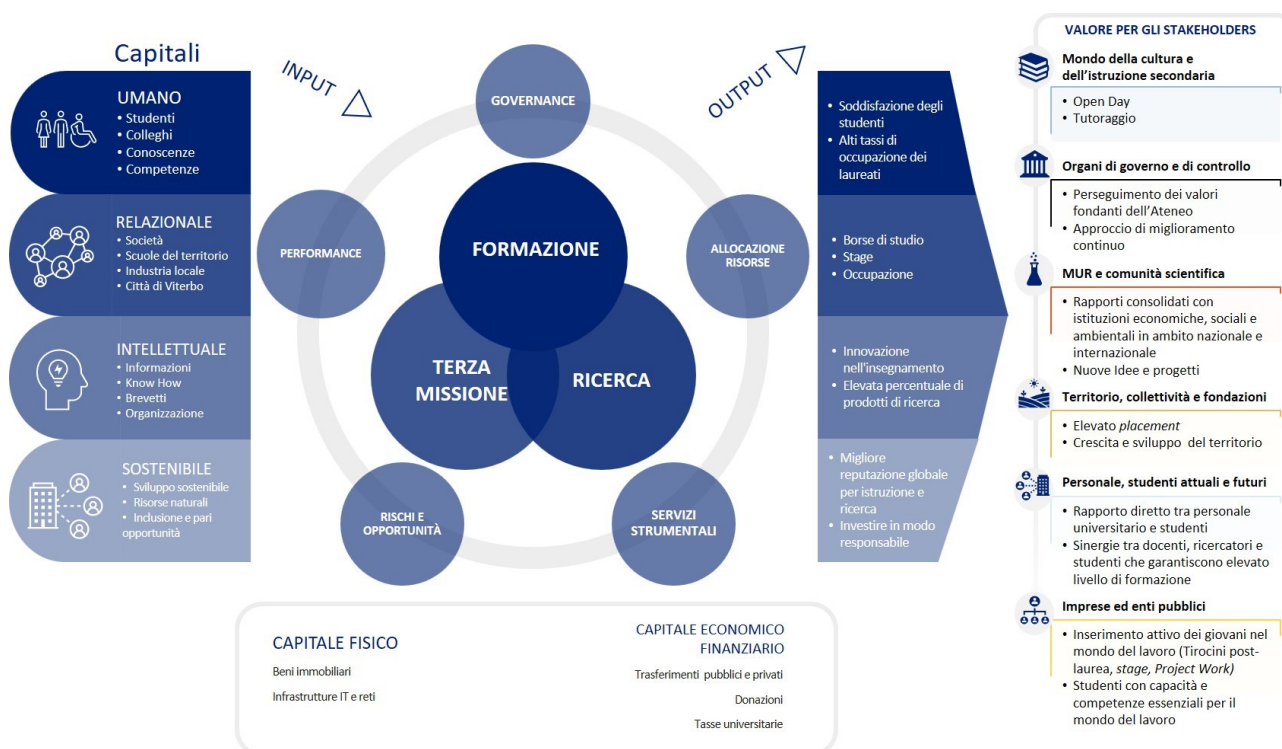 Capitali
UMANO
• Studenti
• Colleghi
• Conoscenze
• Competenze
RELAZIONALE
• Società
• Scuole del territorio
• Industria locale
• Città di Viterbo
INTELLETTUALE
• Informazioni
• Know How
• Brevetti
• Organizzazione
SOSTENIBILE
• Sviluppo sostenibile
• Risorse naturali
• Inclusione e pari
opportunità
INPUT
GOVERNANCE
OUTPUT
PERFORMANCE
FORMAZIONE
ALLOCAZIONE
RISORSE
TERZA
MISSIONE
RICERCA
RISCHI E
OPPORTUNITÀ
SERVIZI
STRUMENTALI
• Soddisfazione degli
studenti
• Alti tassi di
occupazione dei
laureati
• Borse di studio
• Stage
• Occupazione
• Innovazione
nell'insegnamento
• Elevata percentuale di
prodotti di ricerca
• Migliore
reputazione globale
per istruzione e
ricerca
• Investire in modo
responsabile
CAPITALE FISICO
Beni immobiliari
Infrastrutture IT e reti
CAPITALE ECONOMICO
FINANZIARIO
Trasferimenti pubblici e privati
Donazioni
Tasse universitarie
VALORE PER GLI STAKEHOLDERS
Mondo della cultura e
dell'istruzione secondaria
• Open Day
• Tutoraggio
Organi di governo e di controllo
• Perseguimento dei valori
fondanti dell'Ateneo
• Approccio di miglioramento
continuo
MUR e comunità scientifica
• Rapporti consolidati con
istituzioni economiche, sociali e
ambientali in ambito nazionale e
internazionale
• Nuove Idee e progetti
Territorio, collettività e fondazioni
• Elevato placement
• Crescita e sviluppo del territorio
Personale, studenti attuali e futuri
• Rapporto diretto tra personale
universitario e studenti
• Sinergie tra docenti, ricercatori e
studenti che garantiscono elevato
livello di formazione
Imprese ed enti pubblici
• Inserimento attivo dei giovani nel
mondo del lavoro (Tirocini post-
laurea, stage, Project Work)
• Studenti con capacità e
competenze essenziali per il
mondo del lavoro